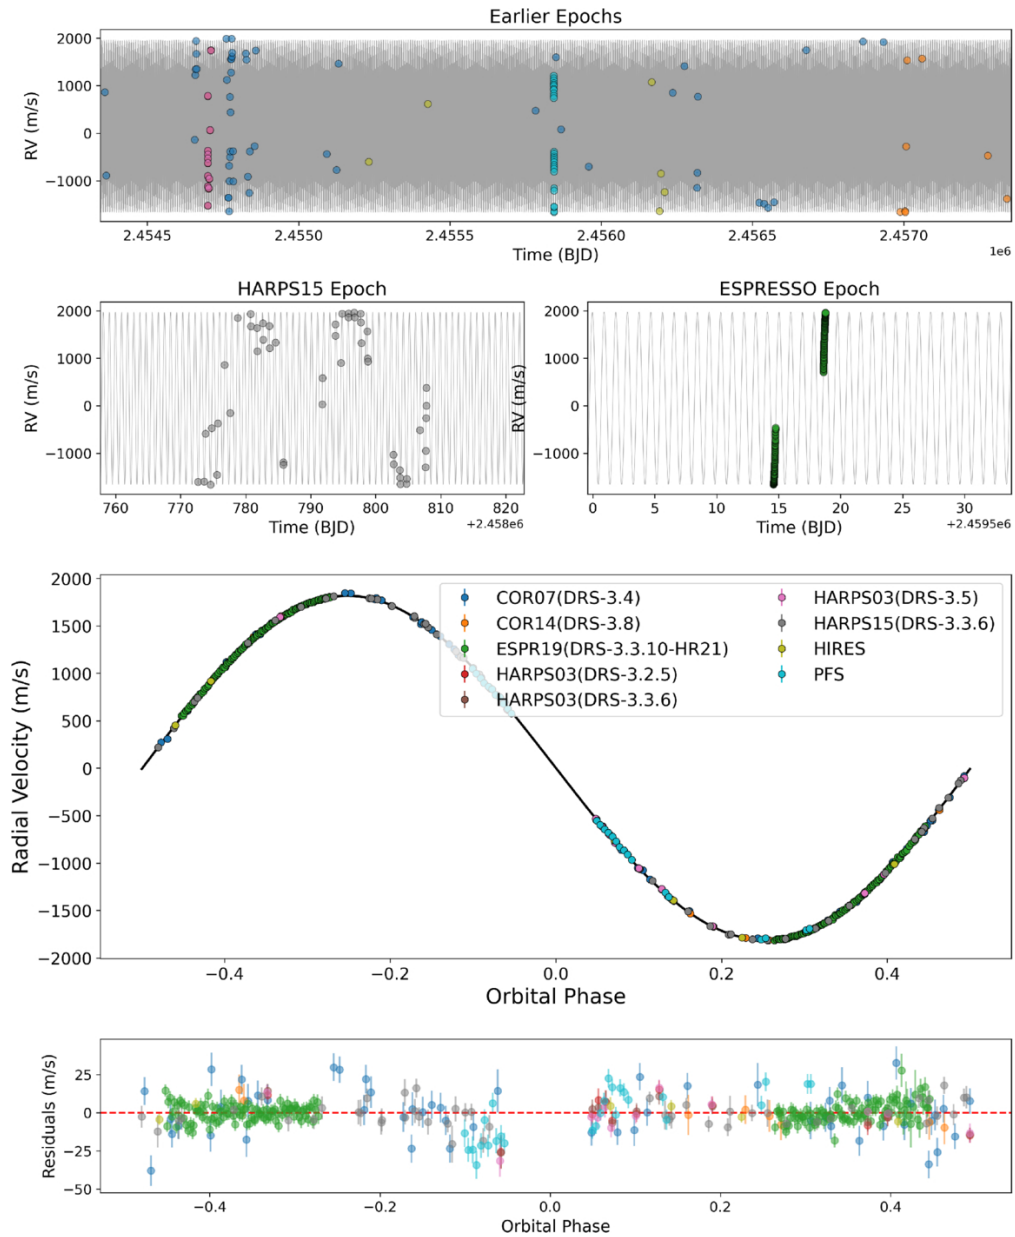 Earlier Epochs
RV (m/s)
2000
1000
0
−1000
2.4545
2.4550
2.4555
2.4560
2.4565
2.4570
1e6
Time (BJD)
HARPS15 Epoch
RV (m/s)
2000
1000
0
−1000
760
770
780
790
800
810
820
+2.458e6
Time (BJD)
ESPRESSO Epoch
RV (m/s)
2000
1000
0
−1000
0
5
10
15
20
25
30
+2.4595e6
Time (BJD)
Radial Velocity (m/s)
2000
1500
1000
500
0
−500
−1000
−1500
−2000
COR07(DRS-3.4)
COR14(DRS-3.8)
ESPR19(DRS-3.3.10-HR21)
HARPS03(DRS-3.2.5)
HARPS03(DRS-3.3.6)
HARPS03(DRS-3.5)
HARPS15(DRS-3.3.6)
HIRES
PFS
−0.4
−0.2
0.0
0.2
0.4
Orbital Phase
Residuals (m/s)
25
0
−25
−50
−0.4
−0.2
0.0
0.2
0.4
Orbital Phase